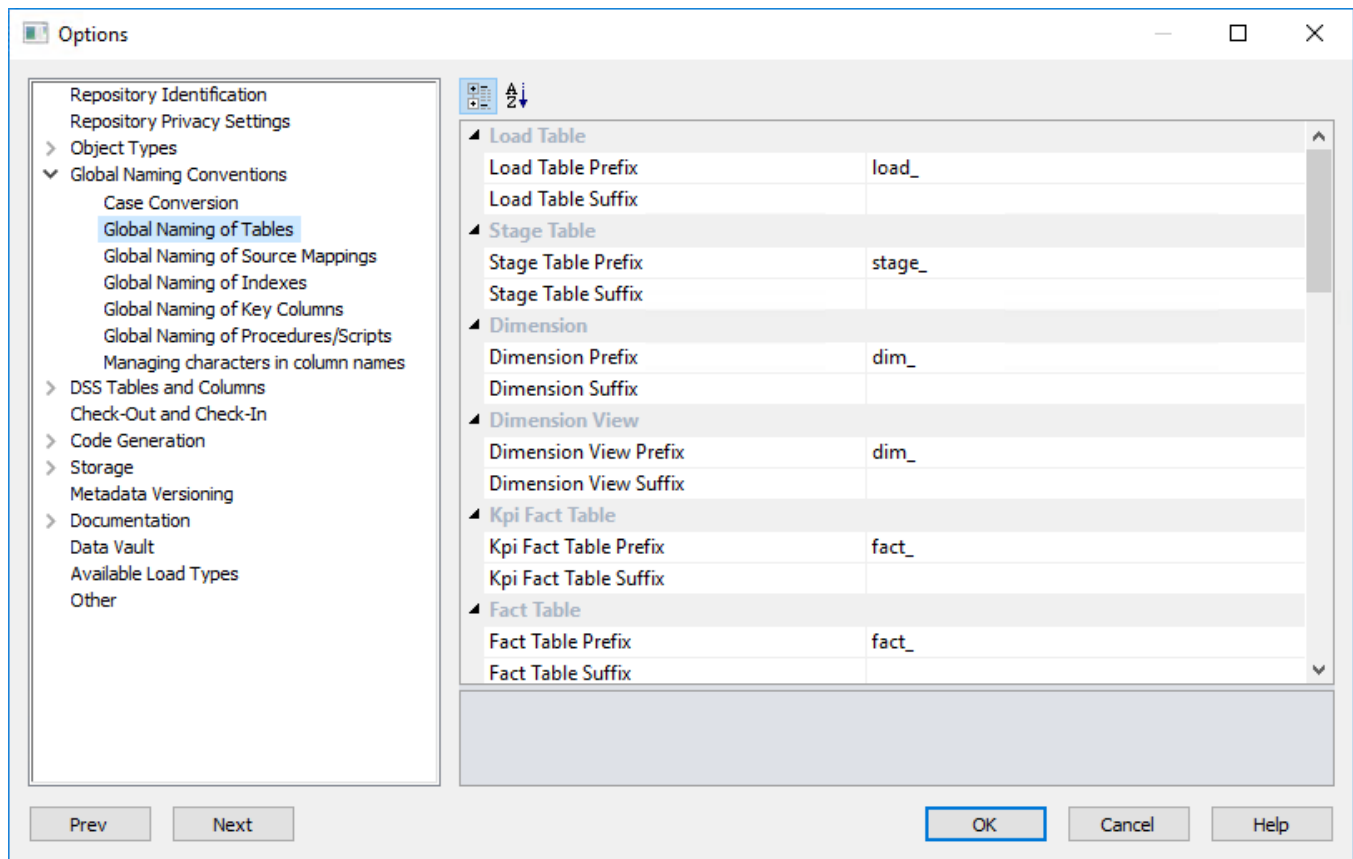 Options
Repository Identification
Repository Privacy Settings
Object Types
Global Naming Conventions
Case Conversion
Global Naming of Tables
Global Naming of Source Mappings
Global Naming of Indexes
Global Naming of Key Columns
Global Naming of Procedures/Scripts
Managing characters in column names
DSS Tables and Columns
Check-Out and Check-In
Code Generation
Storage
Metadata Versioning
Documentation
Data Vault
Available Load Types
Other
A
Z
Load Table
Load Table Prefix load_
Load Table Suffix
Stage Table
Stage Table Prefix stage_
Stage Table Suffix
Dimension
Dimension Prefix dim_
Dimension Suffix
Dimension View
Dimension View Prefix dim_
Dimension View Suffix
Kpi Fact Table
Kpi Fact Table Prefix fact_
Kpi Fact Table Suffix
Fact Table
Fact Table Prefix fact_
Fact Table Suffix
Prev Next OK Cancel Help